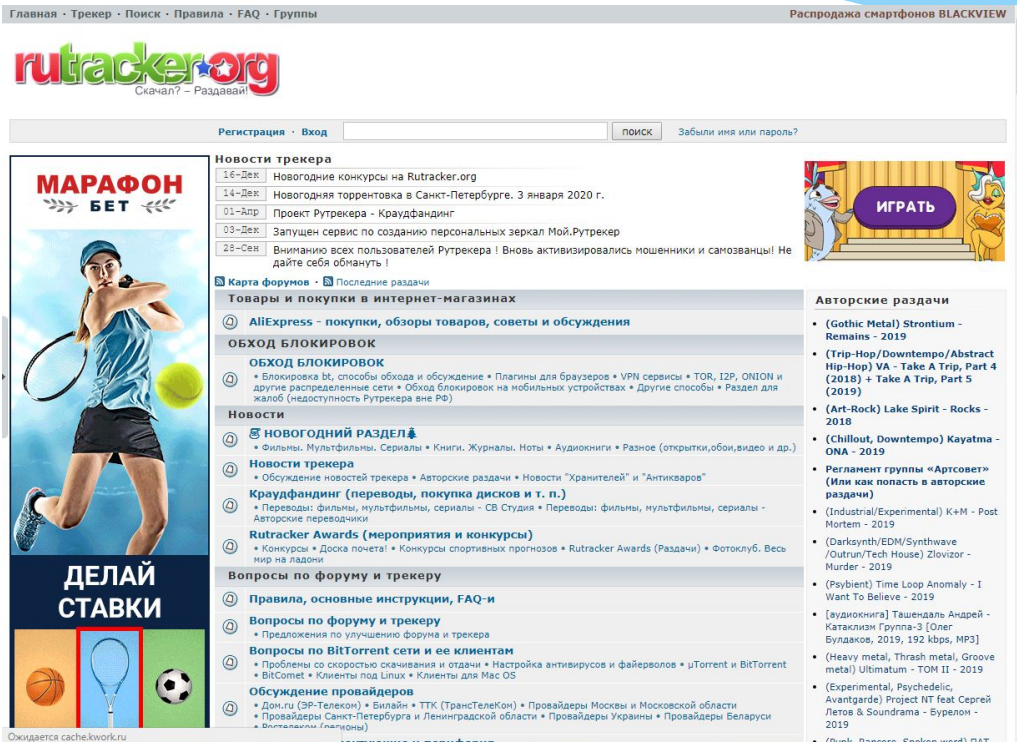 Главная · Трекер · Поиск · Правила · FAQ · Группы
Распродажа смартфонов BLACKVIEW
rutracker.org
Скачал? – Раздавай!
Регистрация · Вход
поиск
Забыли имя или пароль?
МАРАФОН
БЕТ
ДЕЛАЙ
СТАВКИ
Новости трекера
16-Дек Новогодние конкурсы на Rutracker.org
14-Дек Новогодняя торрентовка в Санкт-Петербурге. 3 января 2020 г.
01-Апр Проект Рутрекера - Краудфандинг
03-Дек Запущен сервис по созданию персональных зеркал Мой.Рутрекер
28-Сен Вниманию всех пользователей Рутрекера ! Вновь активизировались мошенники и самозванцы! Не
дайте себя обмануть !
Карта форумов · Последние раздачи
Товары и покупки в интернет-магазинах
AliExpress - покупки, обзоры товаров, советы и обсуждения
ОБХОД БЛОКИРОВОК
ОБХОД БЛОКИРОВОК
• Блокировка bt, способы обхода и обсуждение • Плагины для браузеров • VPN сервисы • TOR, I2P, ONION и
другие распределенные сети • Обход блокировок на мобильных устройствах • Другие способы • Раздел для
жалоб (недоступность Рутрекера вне РФ)
Новости
НОВОГОДНИЙ РАЗДЕЛ
• Фильмы. Мультфильмы. Сериалы • Книги. Журналы. Ноты • Аудиокниги • Разное (открытки,обои,видео и др.)
Новости трекера
• Обсуждение новостей трекера • Авторские раздачи • Новости "Хранителей" и "Антикваров"
Краудфандинг (переводы, покупка дисков и т. п.)
• Переводы: фильмы, мультфильмы, сериалы - СВ Студия • Переводы: фильмы, мультфильмы, сериалы -
Авторские переводчики
Rutracker Awards (мероприятия и конкурсы)
• Конкурсы • Доска почета! • Конкурсы спортивных прогнозов • Rutracker Awards (Раздачи) • Фотоклуб. Весь
мир на ладони
Вопросы по форуму и трекеру
Правила, основные инструкции, FAQ-и
Вопросы по форуму и трекеру
• Предложения по улучшению форума и трекера
Вопросы по BitTorrent сети и ее клиентам
• Проблемы со скоростью скачивания и отдачи • Настройка антивирусов и файерволов • µTorrent и BitTorrent
• BitComet • Клиенты под Linux • Клиенты для Mac OS
Обсуждение провайдеров
• Дом.ru (ЭР-Телеком) • Билайн • ТТК (ТрансТелеКом) • Провайдеры Москвы и Московской области
• Провайдеры Санкт-Петербурга и Ленинградской области • Провайдеры Украины • Провайдеры Беларуси
• Ростелеком (регионы)
ИГРАТЬ
Авторские раздачи
• (Gothic Metal) Strontium -
Remains - 2019
• (Trip-Hop/Downtempo/Abstract
Hip-Hop) VA - Take A Trip, Part 4
(2018) + Take A Trip, Part 5
(2019)
• (Art-Rock) Lake Spirit - Rocks -
2018
• (Chillout, Downtempo) Kayatma -
ONA - 2019
• Регламент группы «Артсовет»
(Или как попасть в авторские
раздачи)
• (Industrial/Experimental) K+M - Post
Mortem - 2019
• (Darksynth/EDM/Synthwave
/Outrun/Tech House) Zlovizor -
Murder - 2019
• (Psybient) Time Loop Anomaly - I
Want To Believe - 2019
• [аудиокнига] Ташендаль Андрей -
Катаклизм Группа-3 [Олег
Булдаков, 2019, 192 kbps, MP3]
• (Heavy metal, Thrash metal, Groove
metal) Ultimatum - TOM II - 2019
• (Experimental, Psychedelic,
Avantgarde) Project NT feat Сергей
Летов & Soundrama - Бурелом -
2019
Ожидается cache.kwork.ru